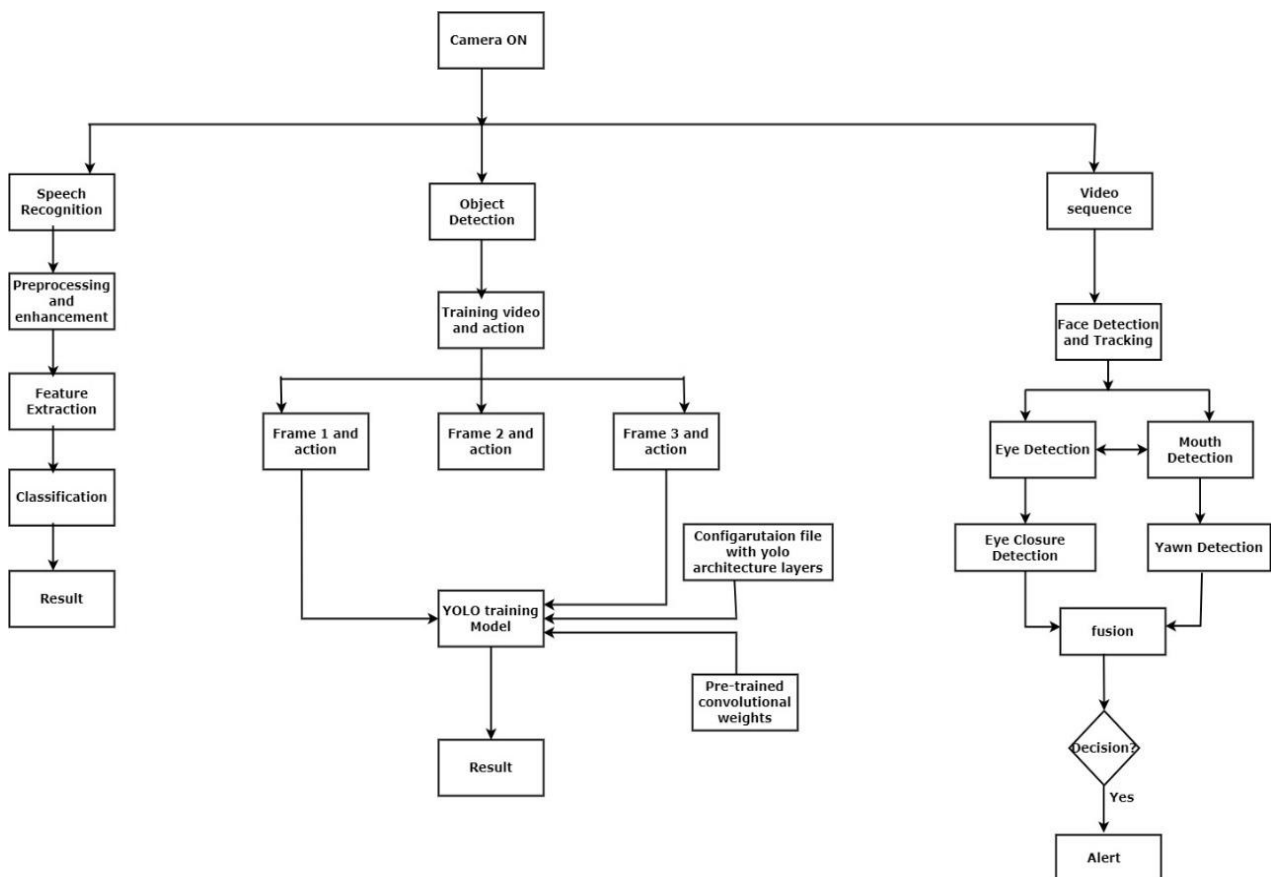 Camera ON
Speech
Recognition
Object
Detection
Video
sequence
Preprocessing
and
enhancement
Training video
and action
Face Detection
and Tracking
Feature
Extraction
Frame 1 and
action
Frame 2 and
action
Frame 3 and
action
Eye Detection
Mouth
Detection
Classification
Configarutaion file
with yolo
architecture layers
Eye Closure
Detection
Yawn Detection
Result
YOLO training
Model
fusion
Pre-trained
convolutional
weights
Result
Decision?
Yes
Alert